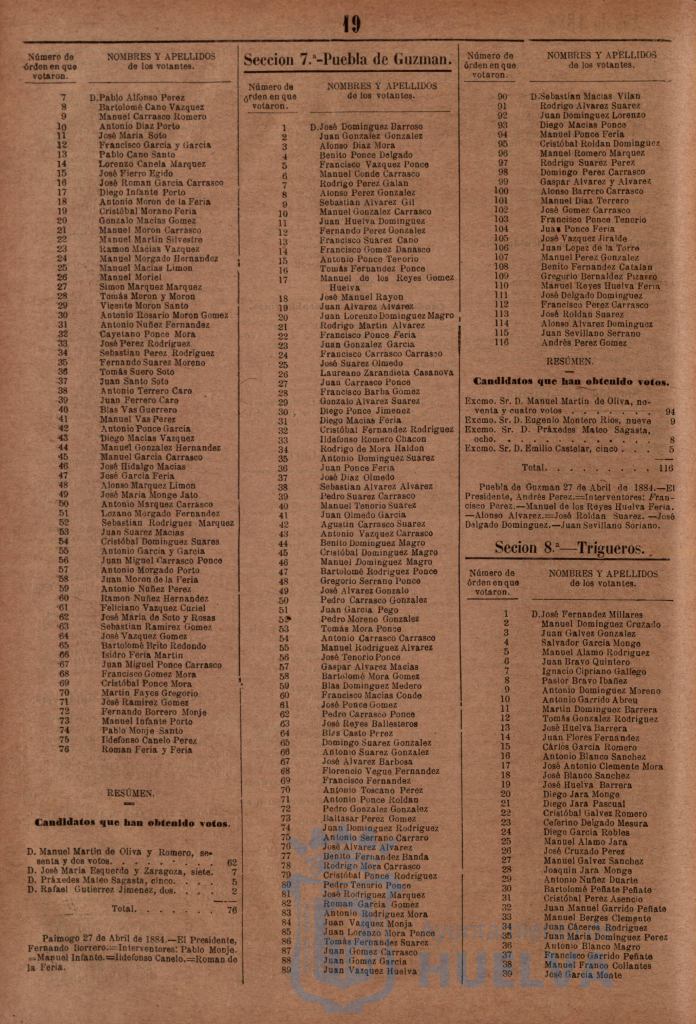 19
Número de órden en que votaron.
NOMBRES Y APELLIDOS
de los votantes.
7 D.Pablo Alfonso Perez
8 Bartolomé Cano Vazquez
9 Manuel Carrasco Romero
10 Antonio Diaz Porto
11 José Maria Soto
12 Francisco Garcia y Garcia
13 Pablo Cano Santo
14 Lorenzo Canela Marquez
15 José Fierro Egido
16 José Roman Garcia Carrasco
17 Diego Infante Porto
18 Antonio Moron de la Feria
19 Cristóbal Morano Feria
20 Gonzalo Macias Gomez
21 Manuel Moron Carrasco
22 Manuel Martin Silvestre
23 Ramon Macias Vazquez
24 Manuel Morgado Hernandez
25 Manuel Macias Limon
26 Manuel Moriel
27 Simon Marquez Marquez
28 Tomás Moron y Moron
29 Vicente Moron Santo
30 Antonio Rosario Moron Gomez
31 Antonio Nuñez Fernandez
32 Cayetano Ponce Mora
33 José Perez Rodriguez
34 Sebastian Perez Rodriguez
35 Fernando Suarez Moreno
36 Tomás Suero Soto
37 Juan Santo Soto
38 Antonio Terrero Caro
39 Juan Ferrero Caro
40 Blas Vas Guerrero
41 Manuel Vas Perez
42 Antonio Ponce Garcia
43 Diego Macias Vazquez
44 Manuel Gonzalez Hernandez
45 Manuel Garcia Carrasco
46 José Hidalgo Macias
47 José Garcia Feria
48 Alonso Marquez Limon
49 José Maria Monge Jato
50 Antonio Marquez Carrasco
51 Lozano Morgado Fernandez
52 Sebastian Rodriguez Marquez
53 Juan Suarez Macias
54 Cristóbal Dominguez Suares
55 Antonio Garcia y Garcia
56 Juan Miguel Carrasco Ponce
57 Antonio Morgado Porto
58 Juan Moron de la Feria
59 Antonio Nuñez Perez
60 Ramon Nuñez Hernandez
61 Feliciano Vazquez Curiel
62 José Maria de Soto y Rosas
63 Sebastian Ramirez Gomez
64 José Vazquez Gomez
65 Bartolomé Brito Redondo
66 Isidro Feria Martin
67 Juan Miguel Ponce Carrasco
68 Francisco Gomez Mora
69 Cristóbal Ponce Mora
70 Martin Fayes Gregorio
71 José Ramirez Gomez
72 Fernando Borrero Monje
73 Manuel Infante Porto
74 Pablo Monje Santo
75 Ildefonso Canelo Perez
76 Roman Feria y Feria
RESÚMEN.
Candidatos que han obtenido votos.
D. Manuel Martin de Oliva y Romero, sesenta y dos votos. . . . . . . . 62
D. José Maria Esquerdo y Zaragoza, siete. 7
D. Práxedes Mateo Sagasta, cinco. . . . . 5
D. Rafael Gutierrez Jimenez, dos. . . . . 2
Total. . . . . . . . . 76
Paimogo 27 de Abril de 1884.—El Presidente,
Fernando Borrero.=Interventores: Pablo Monje.
=Manuel Infante.=Ildefonso Canelo.=Roman de
la Feria.
Seccion 7.ª-Puebla de Guzman.
Número de órden en que votaron.
NOMBRES Y APELLIDOS
de los votantes.
1 D.José Dominguez Barroso
2 Juan Gonzalez Gonzalez
3 Alonso Diaz Mora
4 Benito Ponce Delgado
5 Francisco Vazquez Ponce
6 Manuel Conde Carrasco
7 Rodrigo Perez Galan
8 Alonso Perez Gonzalez
9 Sebastian Alvarez Gil
10 Manuel Gonzalez Carrasco
11 Juan Huelva Dominguez
12 Fernando Perez Gonzalez
13 Francisco Suarez Cano
14 Francisco Gomez Danasco
15 Antonio Ponce Tenorio
16 Tomás Fernandez Ponce
17 Manuel de los Reyes Gomez
Huelva
18 José Manuel Rayon
19 Juan Alvarez Alvárez
20 Juan Lorenzo Dominguez Magro
21 Rodrigo Martin Alvarez
22 Francisco Ponce Feria
23 Juan Gonzalez Garcia
24 Francisco Carrasco Carrasco
25 José Suarez Olmedo
26 Laureano Zarandieta Casanova
27 Juan Carrasco Ponce
28 Francisco Barba Gomez
29 Gonzalo Alvarez Suarez
30 Diego Ponce Jimenez
31 Diego Macias Feria
32 Cristóbal Fernandez Rodriguez
33 Ildefonso Romero Chacon
34 Rodrigo de Mora Haldon
35 Antonio Dominguez Suarez
36 Juan Ponce Feria
37 José Diaz Olmedo
38 Sebastian Alvarez Alvarez
39 Pedro Suarez Carrasco
40 Manuel Tenorio Suarez
41 Juan Olmedo Garcia
42 Agustin Carrasco Suarez
43 Antonio Vazquez Carrasco
44 Benito Dominguez Magro
45 Cristóbal Dominguez Magro
46 Manuel Dominguez Magro
47 Bartolomé Rodriguez Ponce
48 Gregorio Serrano Ponce
49 José Alvarez Gonzalo
50 Pedro Carrasco Gonzalez
51 Juan Garcia Pego
52 Pedro Moreno Gonzalez
53 Tomás Mora Ponce
54 Antonio Carrasco Carrasco
55 Manuel Rodriguez Alvarez
56 José Tenorio Ponce
57 Gaspar Alvarez Macias
58 Bartolomé Mora Gomez
59 Blas Dominguez Medero
60 Francisco Macias Conde
61 José Ponce Gomez
62 Pedro Carrasco Ponce
63 José Reyes Ballesteros
64 Blas Casto Prrez
65 Domingo Suarez Gonzalez
66 Antonio Suarez Gomez
67 José Alvarez Barbosa
68 Florencio Vegue Fernandez
69 Francisco Fernandez
70 Antonio Toscano Perez
71 Antonio Ponce Roldan
72 Pedro Gonzalez Gonzalez
73 Baltasar Perez Gomez
74 Juan Dominguez Rodriguez
75 Antonio Serrano Carrero
76 José Alvarez Alvarez
77 Benito Fernandez Banda
78 Rodrigo Mora Carrasco
79 Cristóbal Ponce Rodriguez
80 Pedro Tenorio Ponce
81 José Rodriguez Marquez
82 Roman Garcia Gomez
83 Antonio Rodriguez Mora
84 Juan Vazquez Monja
85 Juan Lorenzo Mora Ponce
86 Tomás Fernandez Suarez
87 Juan Gomez Carrasco
88 Juan Gomez Garcia
89 Juan Vazquez Huelva
Número de órden en que votaron.
NOMBRES Y APELLIDOS
de los votantes.
90 D.Sebastian Macias Vilan
91 Rodrigo Alvarez Suarez
92 Juan Dominguez Lorenzo
93 Diego Macias Ponce
94 Manuel Ponce Feria
95 Cristóbal Roldan Dominguez
96 Manuel Romero Marquez
97 Rodrigo Suarez Perez
98 Domingo Perez Carrasco
99 Gaspar Alvarez y Alvarez
100 Alonso Barrero Carrasco
101 Manuel Diaz Terrero
102 José Gomez Carrasco
103 Francisco Ponce Tenorio
104 Juan Ponce Feria
105 José Vazquez Jiralde
106 Juan Lopez de la Torre
107 Manuel Perez Gonzalez
108 Benito Fernandez Catalan
109 Gregorio Bernaldez Picasso
110 Manuel Reyes Huelva Feria
111 José Delgado Dominguez
112 Francisco Perez Carrasco
113 José Roldan Suarez
114 Alonso Alvarez Dominguez
115 Juan Sevillano Serrano
116 Andrés Perez Gomez
RESÚMEN.
Candidatos que han obtenido votos.
Excmo. Sr. D. Manuel Martin de Oliva, noventa y cuatro votos . . . . . . . 94
Excmo. Sr. D. Eugenio Montero Rios, nueve 9
Excmo. Sr. D. Práxedes Mateo Sagasta,
ocho. . . . . . . . . 8
Excmo. Sr. D. Emilio Castelar, cinco . . . 5
Total. . . . . . . . 116
Puebla de Guzman 27 de Abril de 1884.—El
Presidente, Andrés Perez.=Interventores: Francisco Perez.—Manuel de los Reyes Huelva Feria.
—Alonso Alvarez.=José Roldan Suarez.—José
Delgado Dominguez.—Juan Sevillano Soriano.
Secion 8.ª—Trigueros.
Número de órden en que votaron.
NOMBRES Y APELLIDOS
de los votantes.
1 D.José Fernandez Millares
2 Manuel Dominguez Cruzado
3 Juan Galvez Gonzalez
4 Salvador Garcia Monge
5 Manuel Alamo Rodriguez
6 Juan Bravo Quintero
7 Ignacio Cipriano Gallego
8 Pastor Bravo Ibañez
9 Antonio Dominguez Moreno
10 Antonio Garrido Abreu
11 Martin Dominguez Barrera
12 Tomás Gonzalez Rodriguez
13 José Huelva Barrera
14 Juan Flores Fernandez
15 Cárlos Garcia Romero
16 Antonio Blanco Sanchez
17 José Antonio Clemente Mora
18 José Blanco Sanchez
19 José Huelva Barrera
20 Diego Jara Monge
21 Diego Jara Pascual
22 Cristóbal Galvez Romero
23 Ceferino Delgado Mesura
24 Diego Garcia Robles
25 Manuel Alamo Jara
26 José Cruzado Perez
27 Manuel Galvez Sanchez
28 Joaquin Jara Monge
29 Antonio Nuñez Duarte
30 Bartolomé Peñate Peñate
31 Cristóbal Perez Asencio
32 Juan Manuel Garrido Peñate
33 Manuel Berges Clemente
34 Juan Cáceres Rodriguez
35 Juan Maria Dominguez Perez
36 Antonio Blanco Magro
37 Francisco Garrido Peñate
38 Manuel Franco Collantes
39 José Garcia Monte
HUELVA